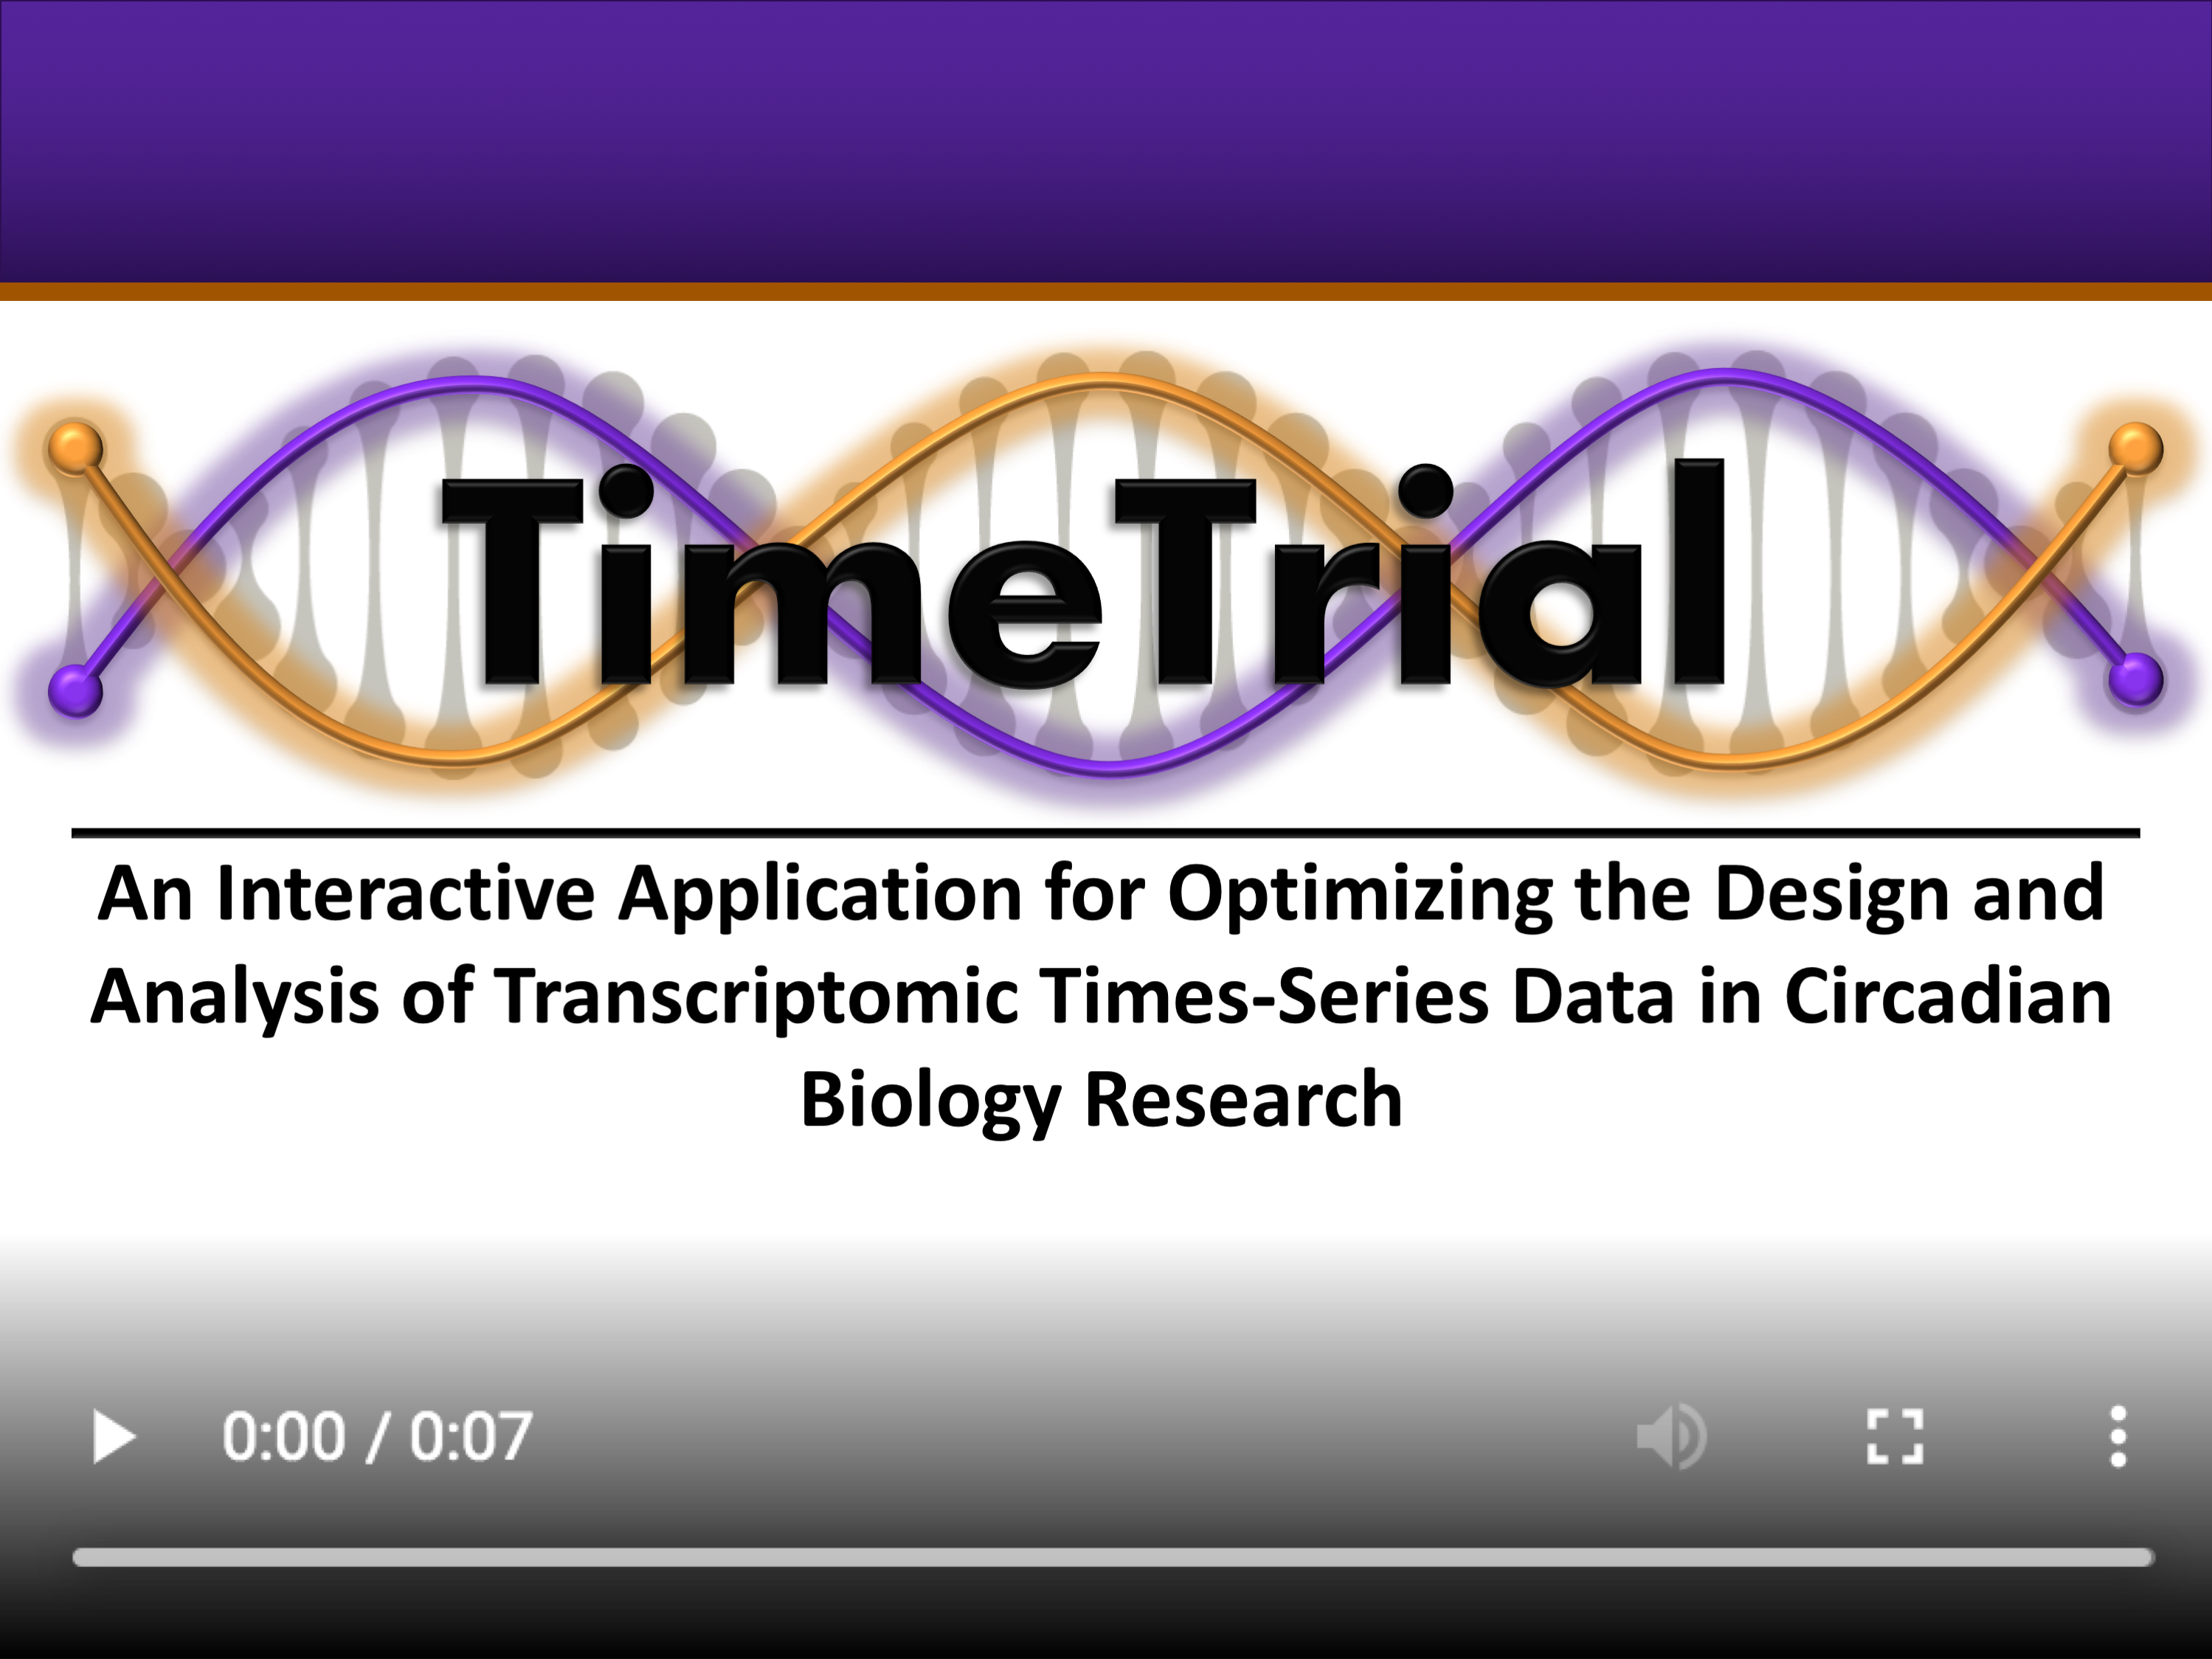 TimeTrial
An Interactive Application for Optimizing the Design and
Analysis of Transcriptomic Times-Series Data in Circadian
Biology Research
0:00 / 0:07